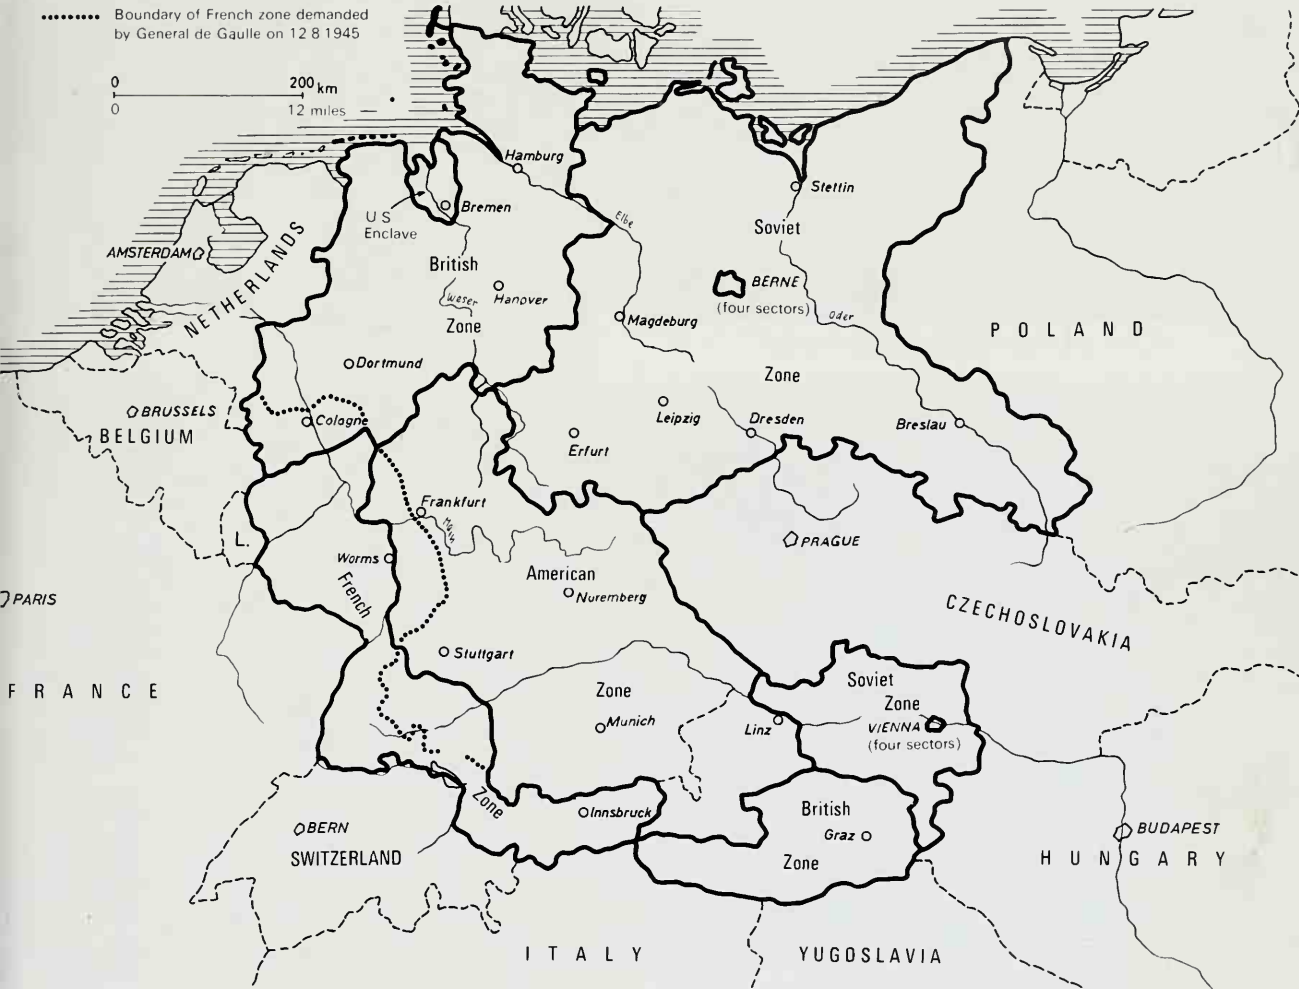 Boundary of French zone demanded
by General de Gaulle on 12 8 1945
0 200 km
0 12 miles
Hamburg
Stettin
U S
Enclave
Bremen
Elbe
Soviet
AMSTERDAM
NETHERLANDS
British
Weser
Hanover
BERNE
(four sectors)
Magdeburg
Oder
Zone
POLAND
Dortmund
Zone
BRUSSELS
BELGIUM
Cologne
Leipzig
Dresden
Breslau
Erfurt
Frankfurt
Main
L.
PRAGUE
Worms
French
American
Nuremberg
PARIS
CZECHOSLOVAKIA
Stuttgart
FRANCE
Zone
Soviet
Zone
Munich
Linz
VIENNA
(four sectors)
Zone
Innsbruck
British
Graz
Zone
BERN
SWITZERLAND
BUDAPEST
HUNGARY
ITALY
YUGOSLAVIA